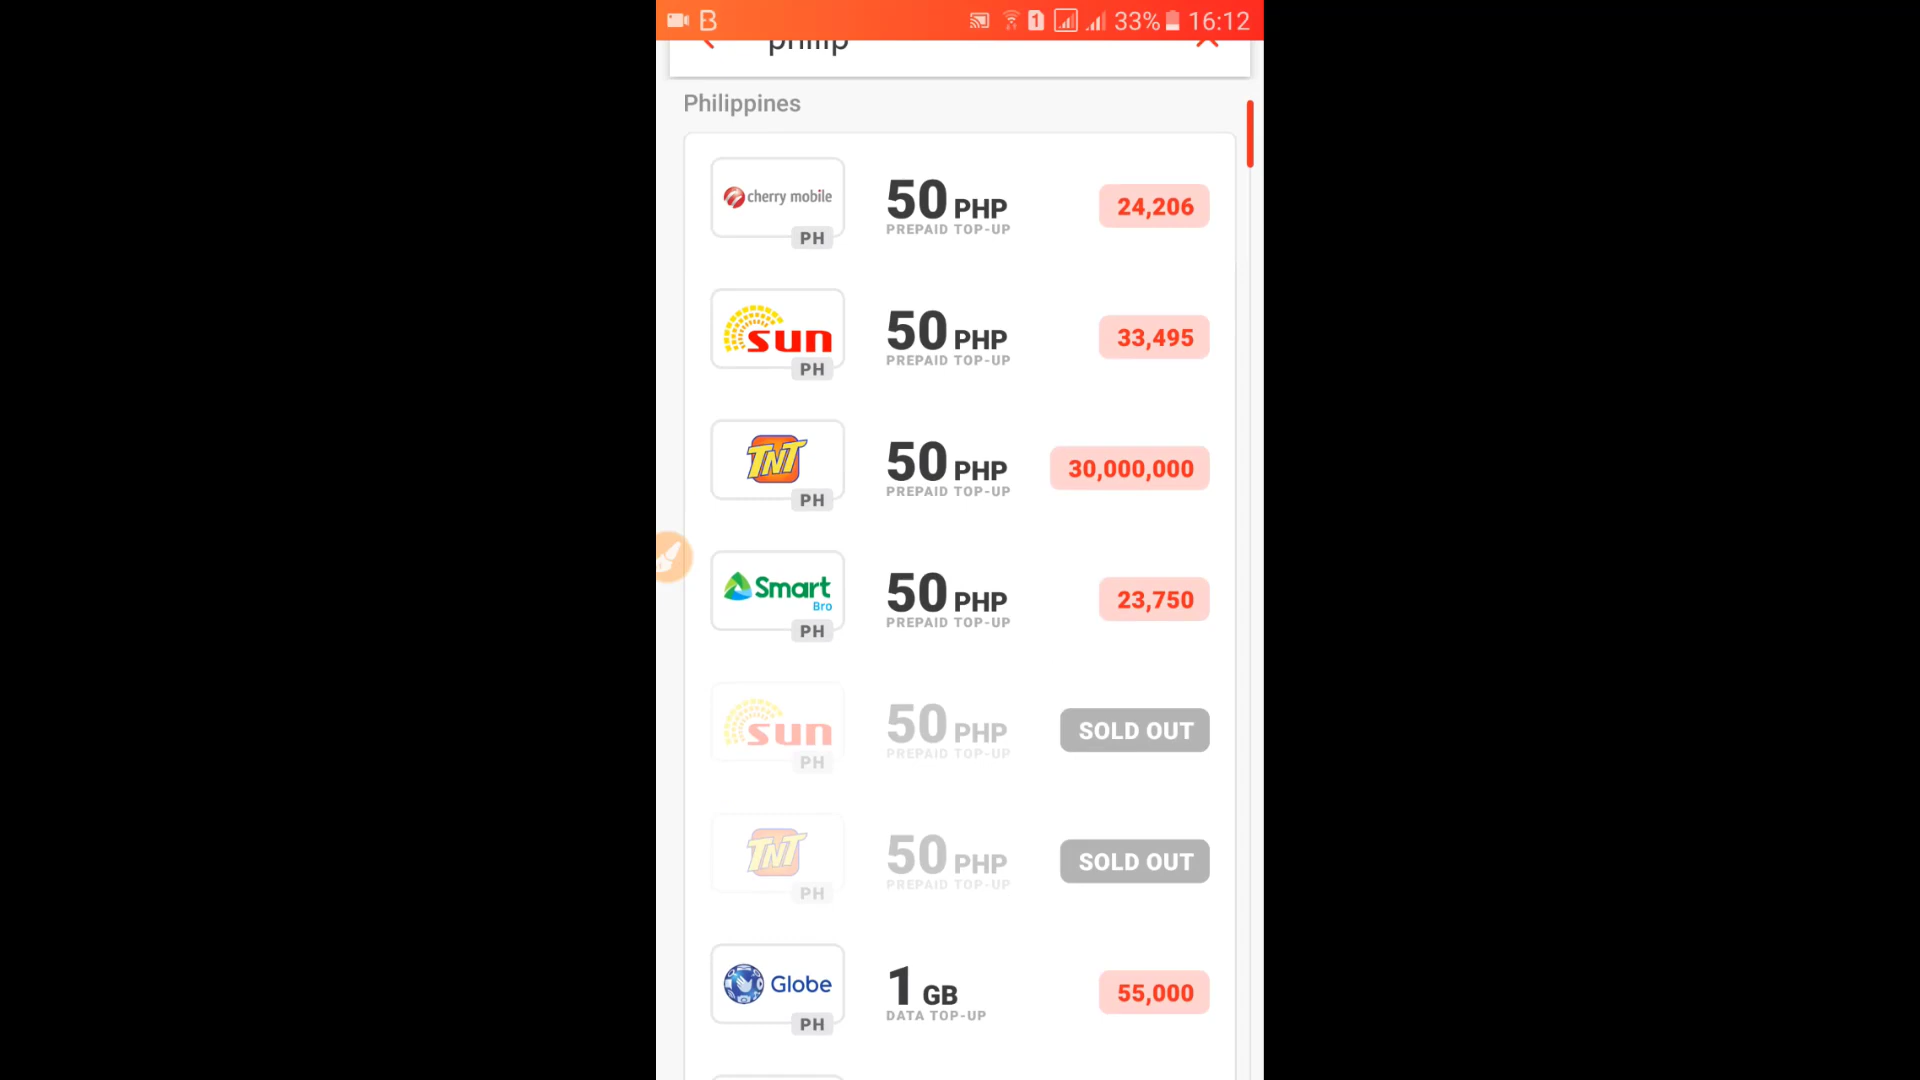 33% 16:12
philip
Philippines
cherry mobile
PH
50 PHP
PREPAID TOP-UP
24,206
sun
PH
50 PHP
PREPAID TOP-UP
33,495
TNT
PH
50 PHP
PREPAID TOP-UP
30,000,000
Smart
Bro
PH
50 PHP
PREPAID TOP-UP
23,750
sun
PH
50 PHP
PREPAID TOP-UP
SOLD OUT
TNT
PH
50 PHP
PREPAID TOP-UP
SOLD OUT
Globe
PH
1 GB
DATA TOP-UP
55,000